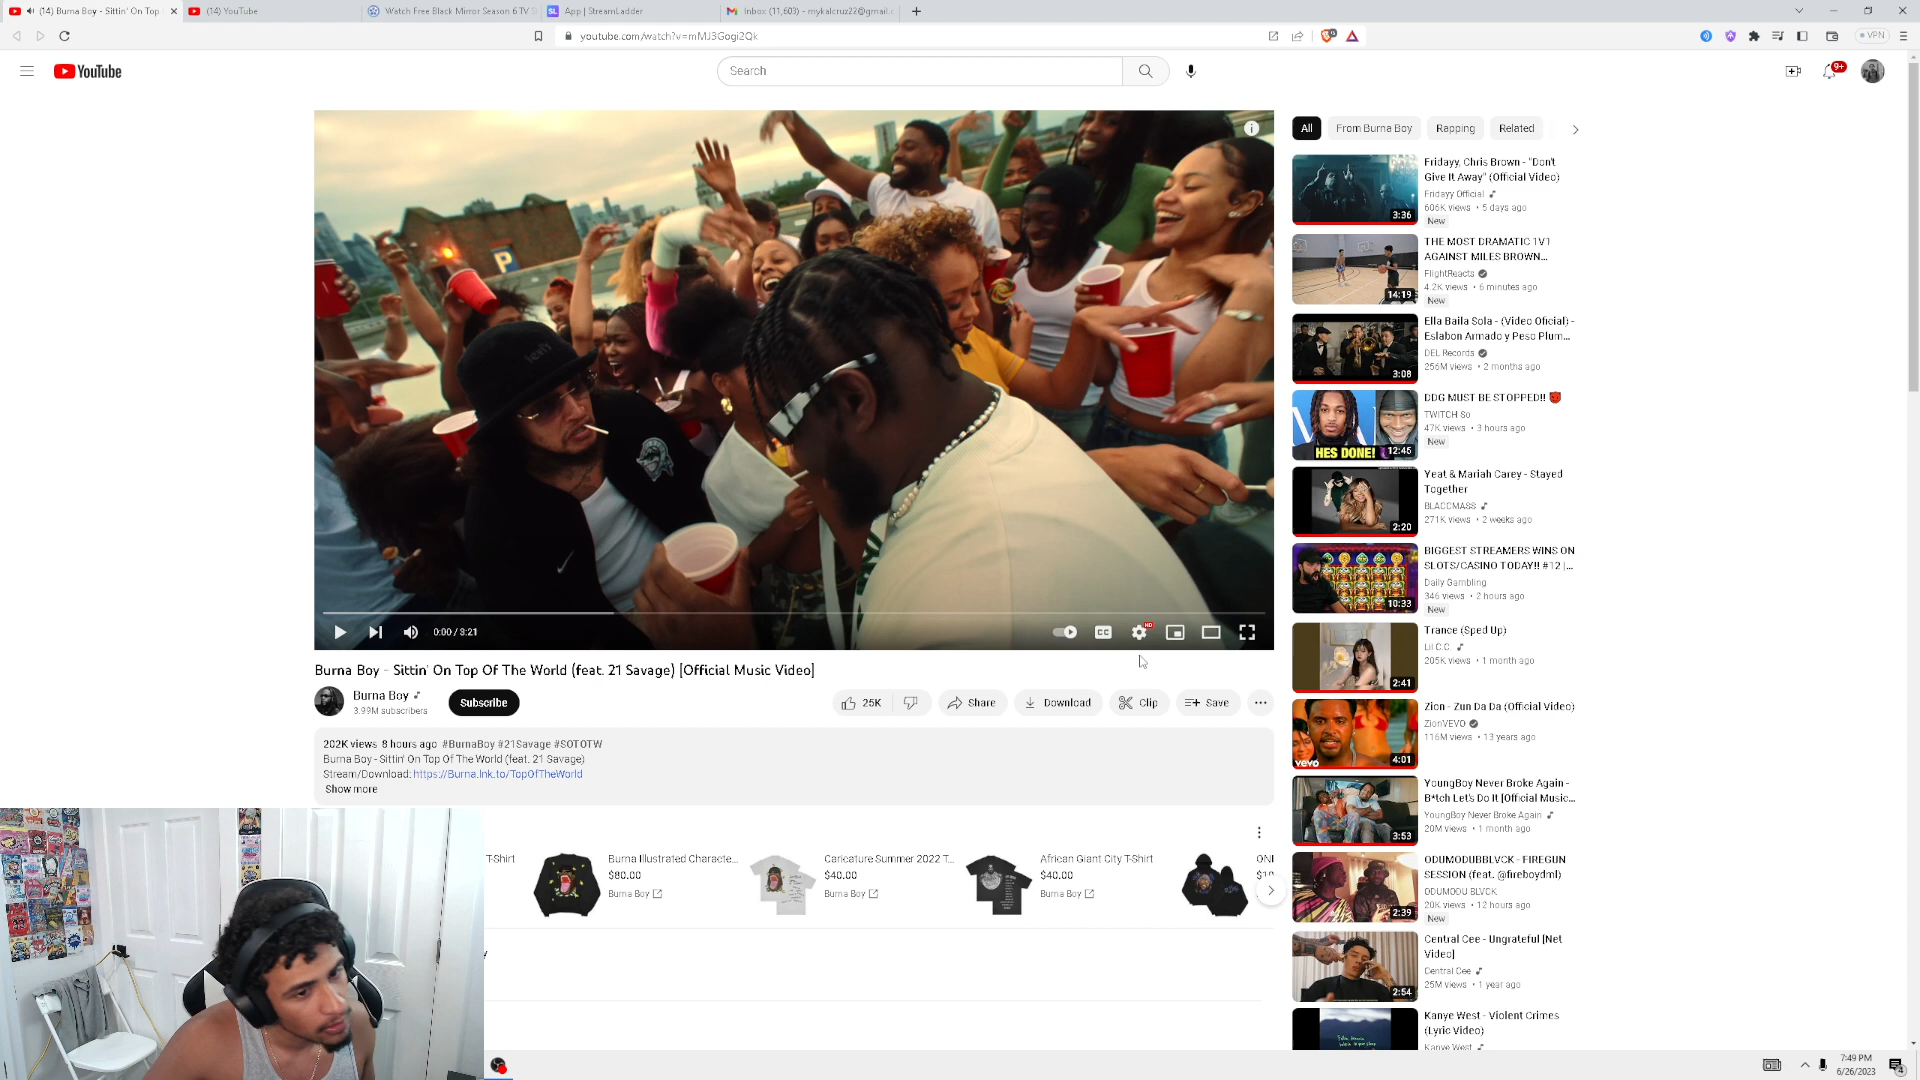 (14) Burna Boy - Sittin' On Top
(14) YouTube
Watch Free Black Mirror Season 6 TV S
SL App | StreamLadder
Inbox (11,603) - mykalcruz22@gmail.c
youtube.com/watch?v=mMJ3Gogi2Qk
VPN
YouTube
Search
9+
P
levi's
0:00 / 3:21
CC
HD
Burna Boy - Sittin' On Top Of The World (feat. 21 Savage) [Official Music Video]
Burna Boy
3.99M subscribers
Subscribe
25K
Share
Download
Clip
Save
202K views 8 hours ago #BurnaBoy #21Savage #SOTOTW
Burna Boy - Sittin' On Top Of The World (feat. 21 Savage)
Stream/Download: https://Burna.lnk.to/TopOfTheWorld
Show more
T-Shirt
Burna Illustrated Characte...
$80.00
Burna Boy
Caricature Summer 2022 T...
$40.00
Burna Boy
African Giant City T-Shirt
$40.00
Burna Boy
All
From Burna Boy
Rapping
Related
3:36
Fridayy, Chris Brown - "Don't
Give It Away" (Official Video)
Fridayy Official
606K views • 5 days ago
New
14:19
THE MOST DRAMATIC 1V1
AGAINST MILES BROWN...
FlightReacts
4.2K views • 6 minutes ago
New
3:08
Ella Baila Sola - (Video Oficial) -
Eslabon Armado y Peso Plum...
DEL Records
256M views • 2 months ago
HES DONE!
12:46
DDG MUST BE STOPPED!!
TWITCH So
47K views • 3 hours ago
New
2:20
Yeat & Mariah Carey - Stayed
Together
BLACCMASS
271K views • 2 weeks ago
10:33
BIGGEST STREAMERS WINS ON
SLOTS/CASINO TODAY!! #12 |...
Daily Gambling
346 views • 2 hours ago
New
2:41
Trance (Sped Up)
Lil C.C.
205K views • 1 month ago
vevo
4:01
Zion - Zun Da Da (Official Video)
ZionVEVO
116M views • 13 years ago
3:53
YoungBoy Never Broke Again -
B*tch Let's Do It [Official Music...
YoungBoy Never Broke Again
20M views • 1 month ago
2:39
ODUMODUBBLVCK - FIREGUN
SESSION (feat. @fireboydml)
ODUMODU BLVCK
20K views • 12 hours ago
New
2:54
Central Cee - Ungrateful [Net
Video]
Central Cee
25M views • 1 year ago
Kanye West - Violent Crimes
(Lyric Video)
Kanye West
7:49 PM
6/26/2023
4